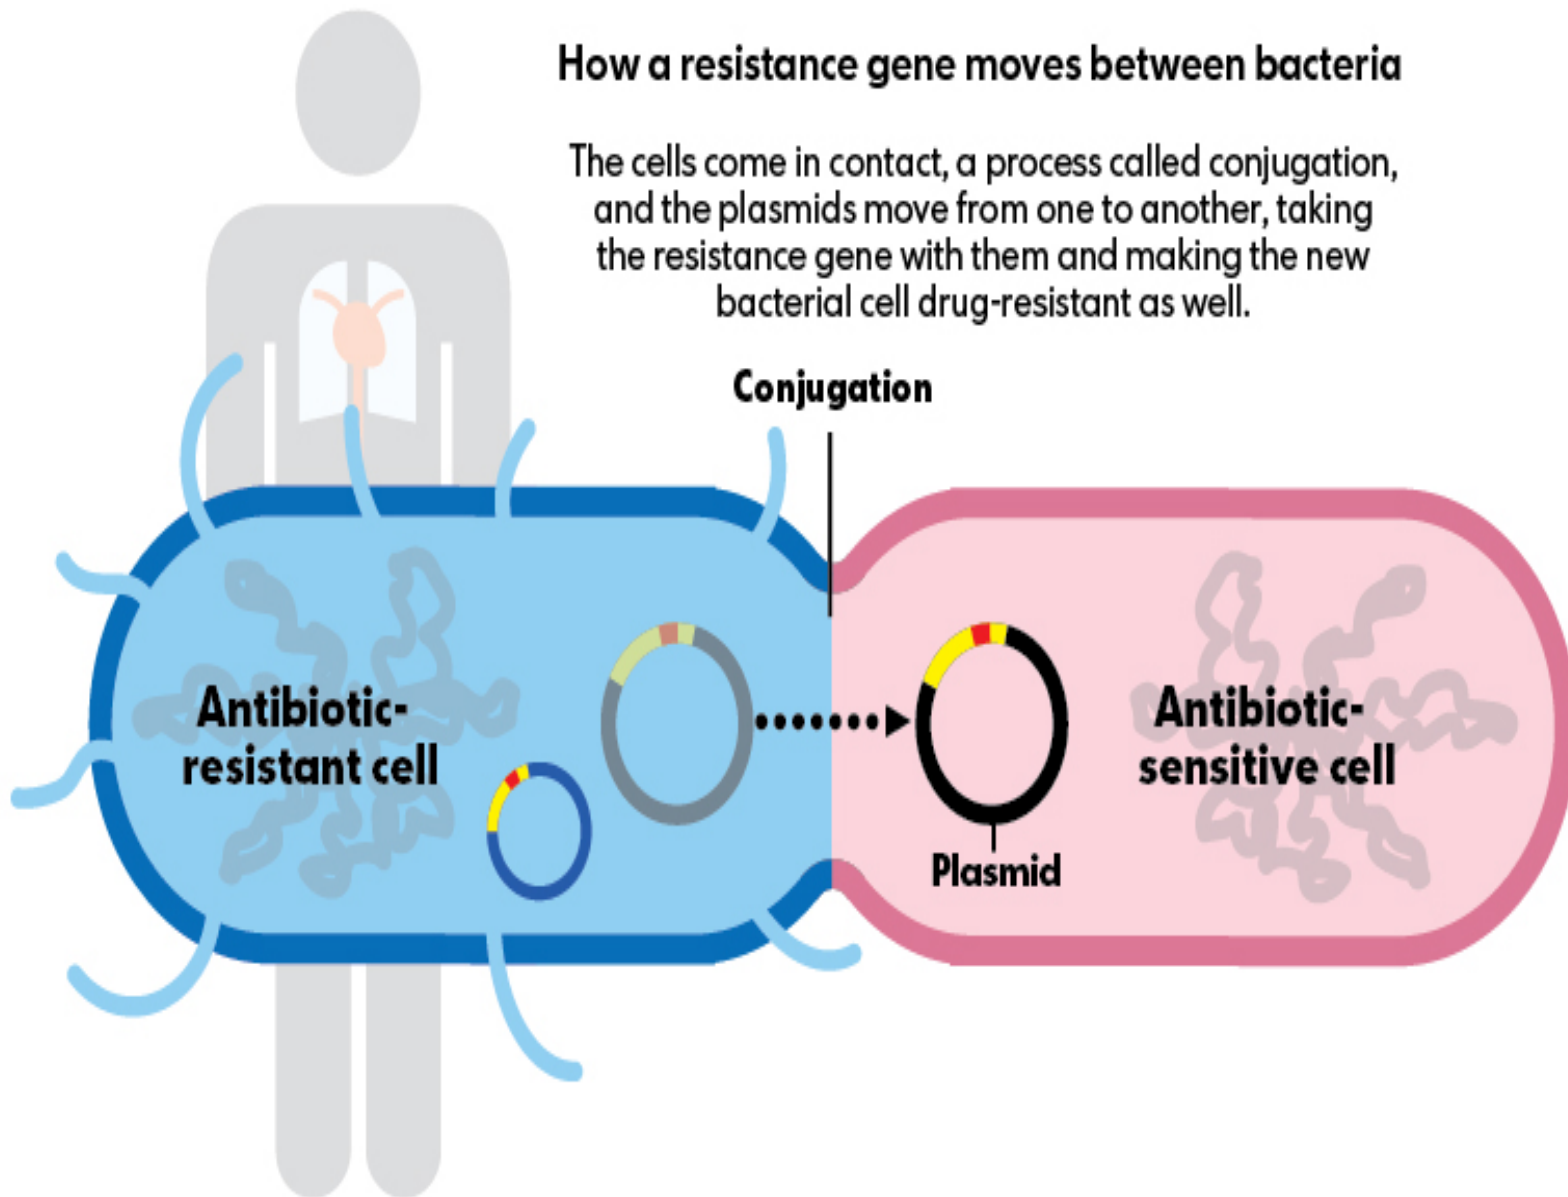 How a resistance gene moves between bacteria
The cells come in contact, a process called conjugation,
and the plasmids move from one to another, taking
the resistance gene with them and making the new
bacterial cell drug-resistant as well.
Conjugation
Antibiotic-
resistant cell
Antibiotic-
sensitive cell
Plasmid